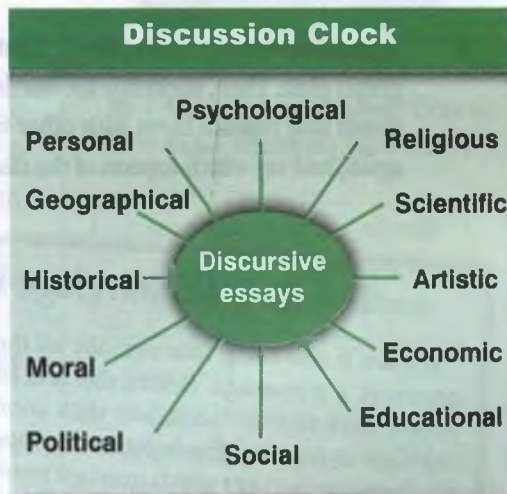 Discussion Clock
Psychological
Personal
Religious
Geographical
Scientific
Discursive
essays
Historical
Artistic
Moral
Economic
Educational
Political
Social